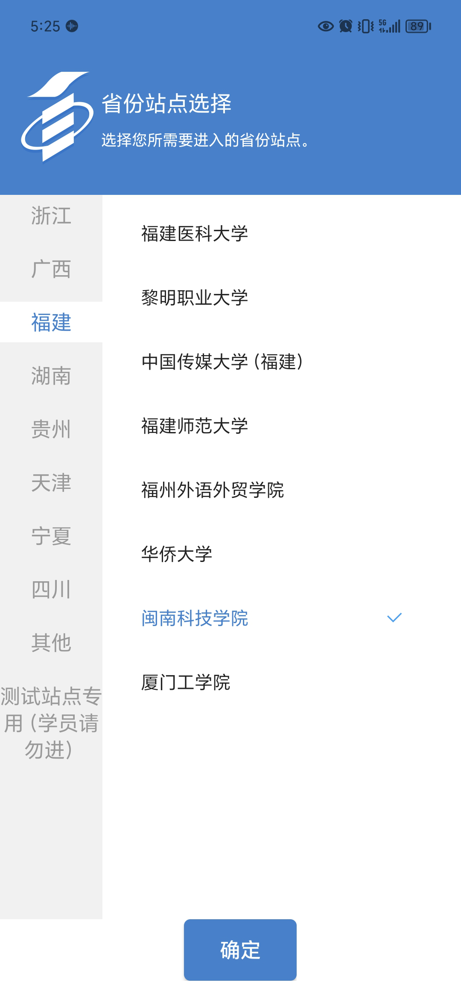 5:25
5G
89
省份站点选择
选择您所需要进入的省份站点。
浙江
广西
福建
湖南
贵州
天津
宁夏
四川
其他
测试站点专
用（学员请
勿进）
福建医科大学
黎明职业大学
中国传媒大学（福建）
福建师范大学
福州外语外贸学院
华侨大学
闽南科技学院
厦门工学院
确定